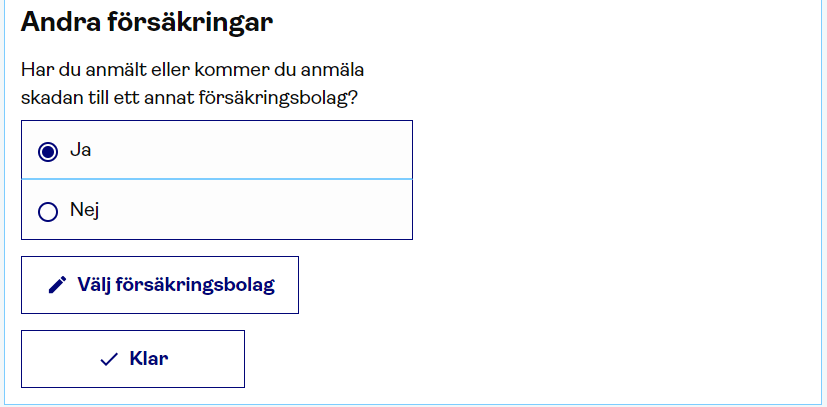 Andra försäkringar
Har du anmält eller kommer du anmäla
skadan till ett annat försäkringsbolag?
Ja
Nej
Välj försäkringsbolag
Klar